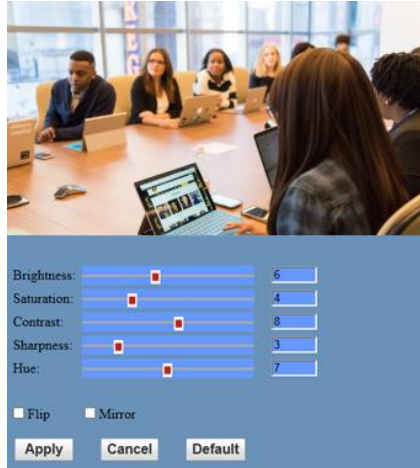 Brightness: 6
Saturation: 4
Contrast: 8
Sharpness: 3
Hue: 7
Flip Mirror
Apply Cancel Default